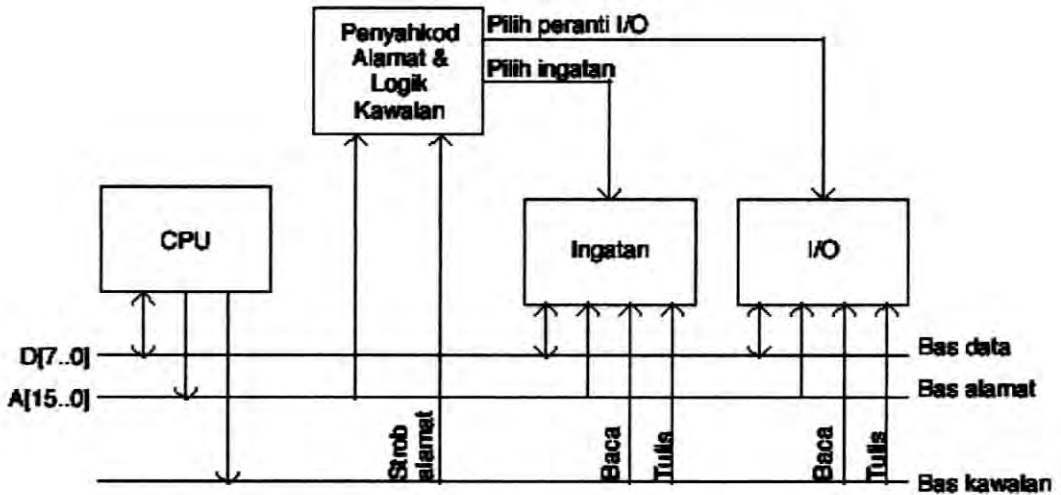 Penyahkod
Alamat &
Logik
Kawalan
Pilih peranti I/O
Pilih ingatan
CPU
Ingatan
I/O
D[7..0]
Bas data
A[15..0]
Bas alamat
Strob
alamat
Baca
Tulis
Baca
Tulis
Bas kawalan